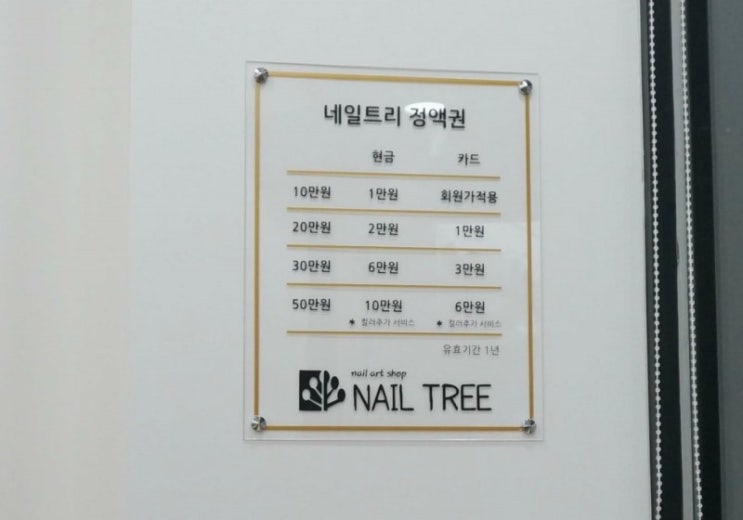 네일트리 정액권
현금 카드
10만원 1만원 회원가적용
20만원 2만원 1만원
30만원 6만원 3만원
50만원 10만원 6만원
* 컬러추가 서비스 * 컬러추가 서비스
유효기간 1년
nail art shop
NAIL TREE